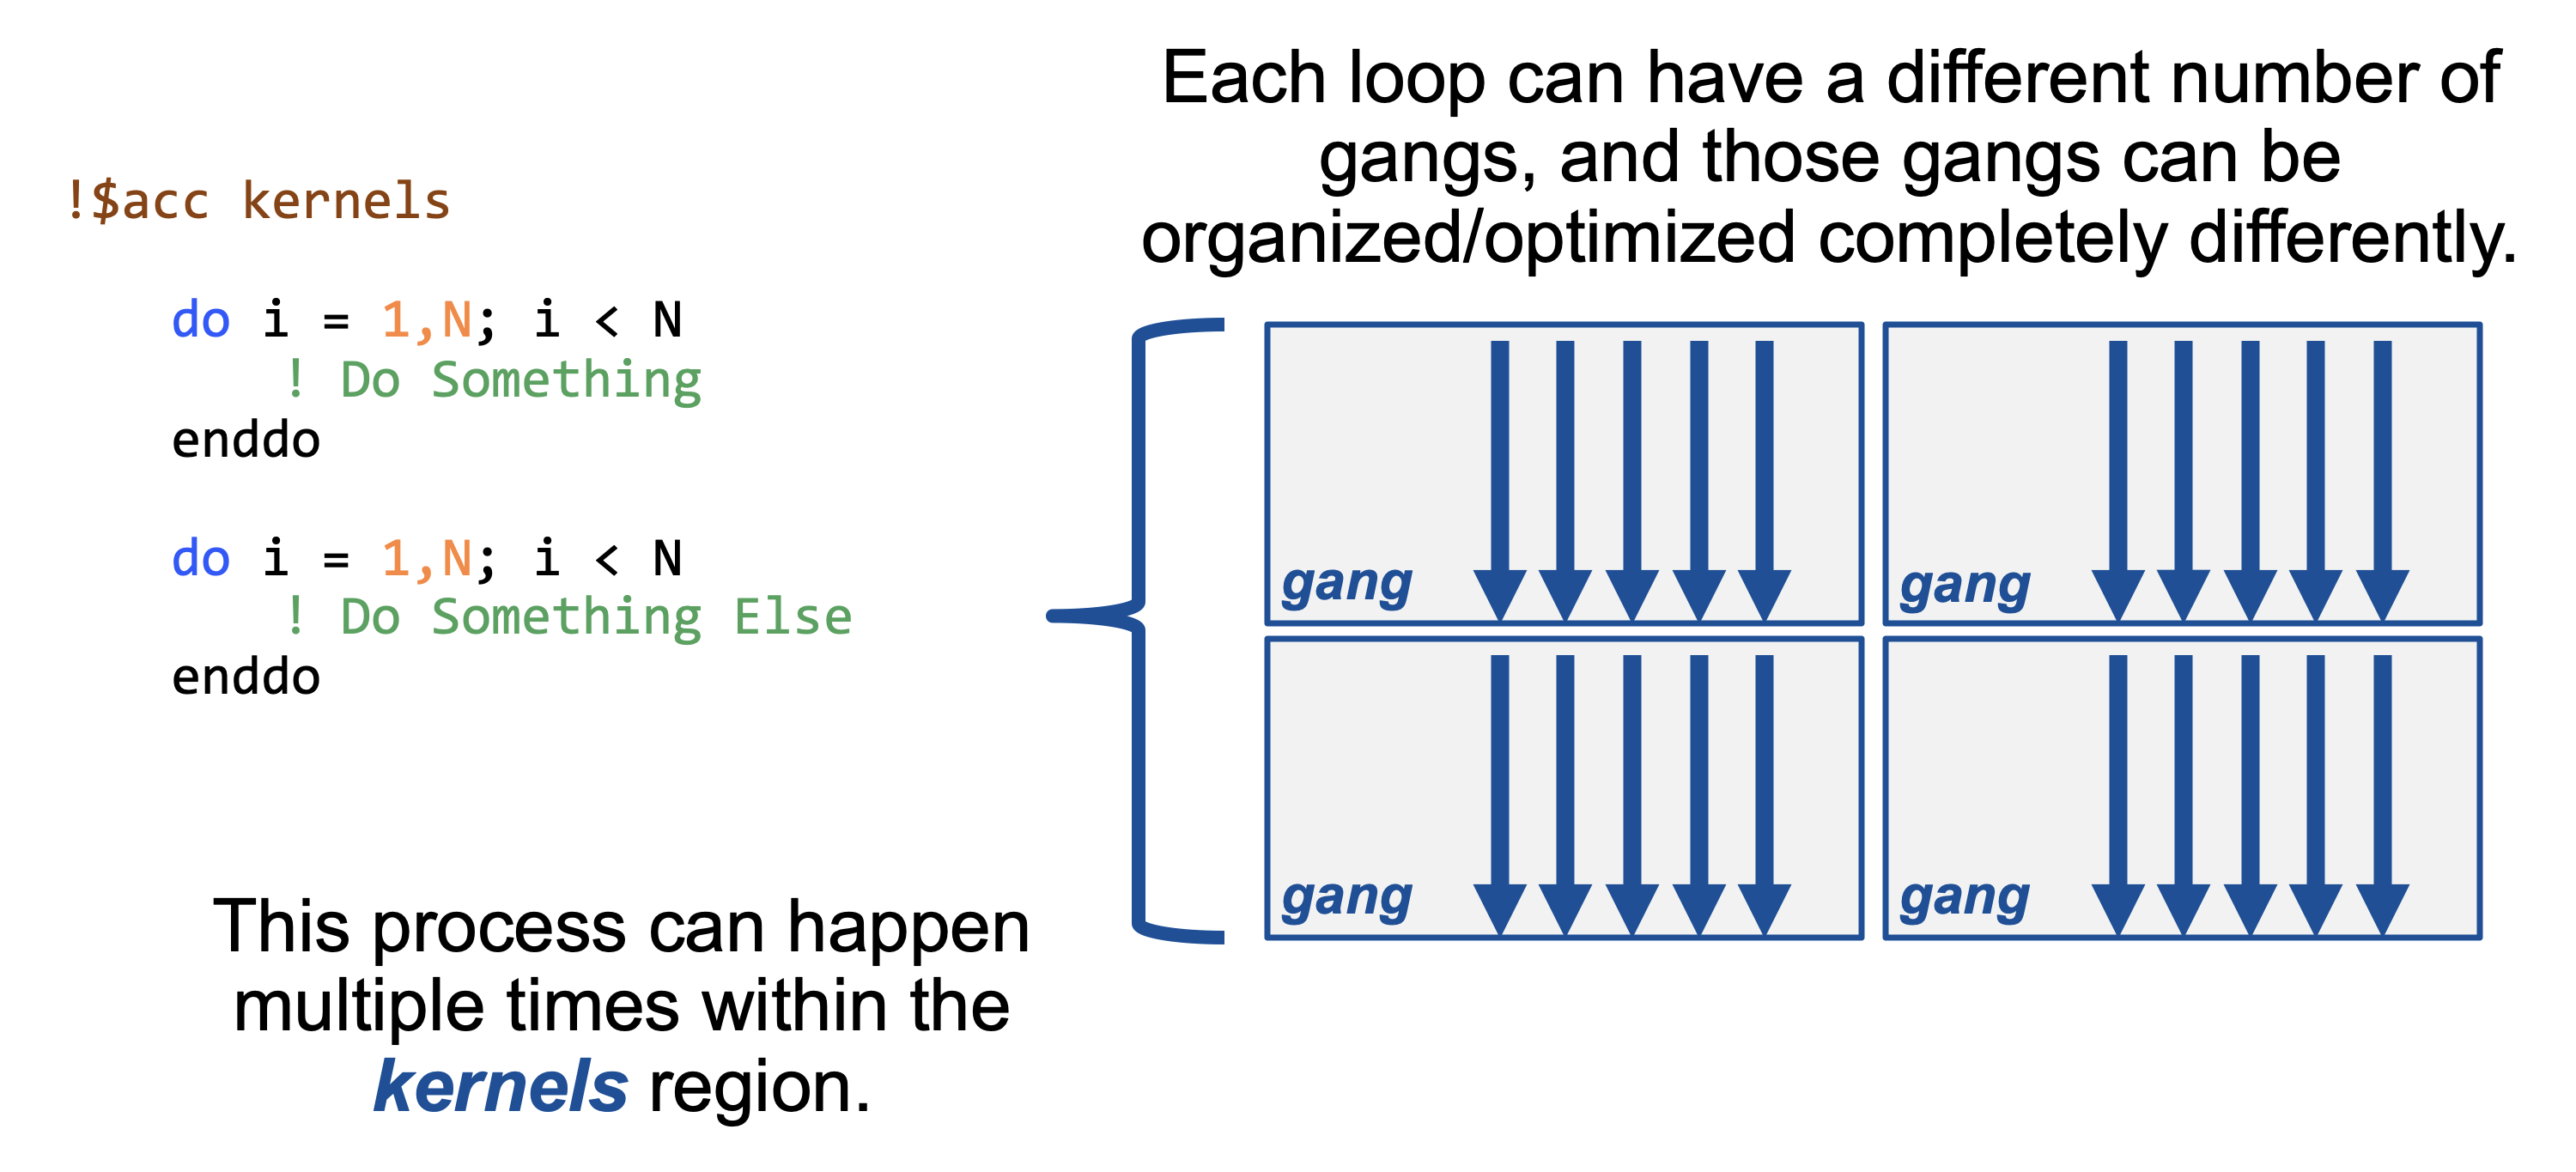 Each loop can have a different number of
gangs, and those gangs can be
organized/optimized completely differently.
!$acc kernels
do i = 1,N; i < N
! Do Something
enddo
do i = 1,N; i < N
! Do Something Else
enddo
gang
gang
gang
gang
This process can happen
multiple times within the
kernels region.